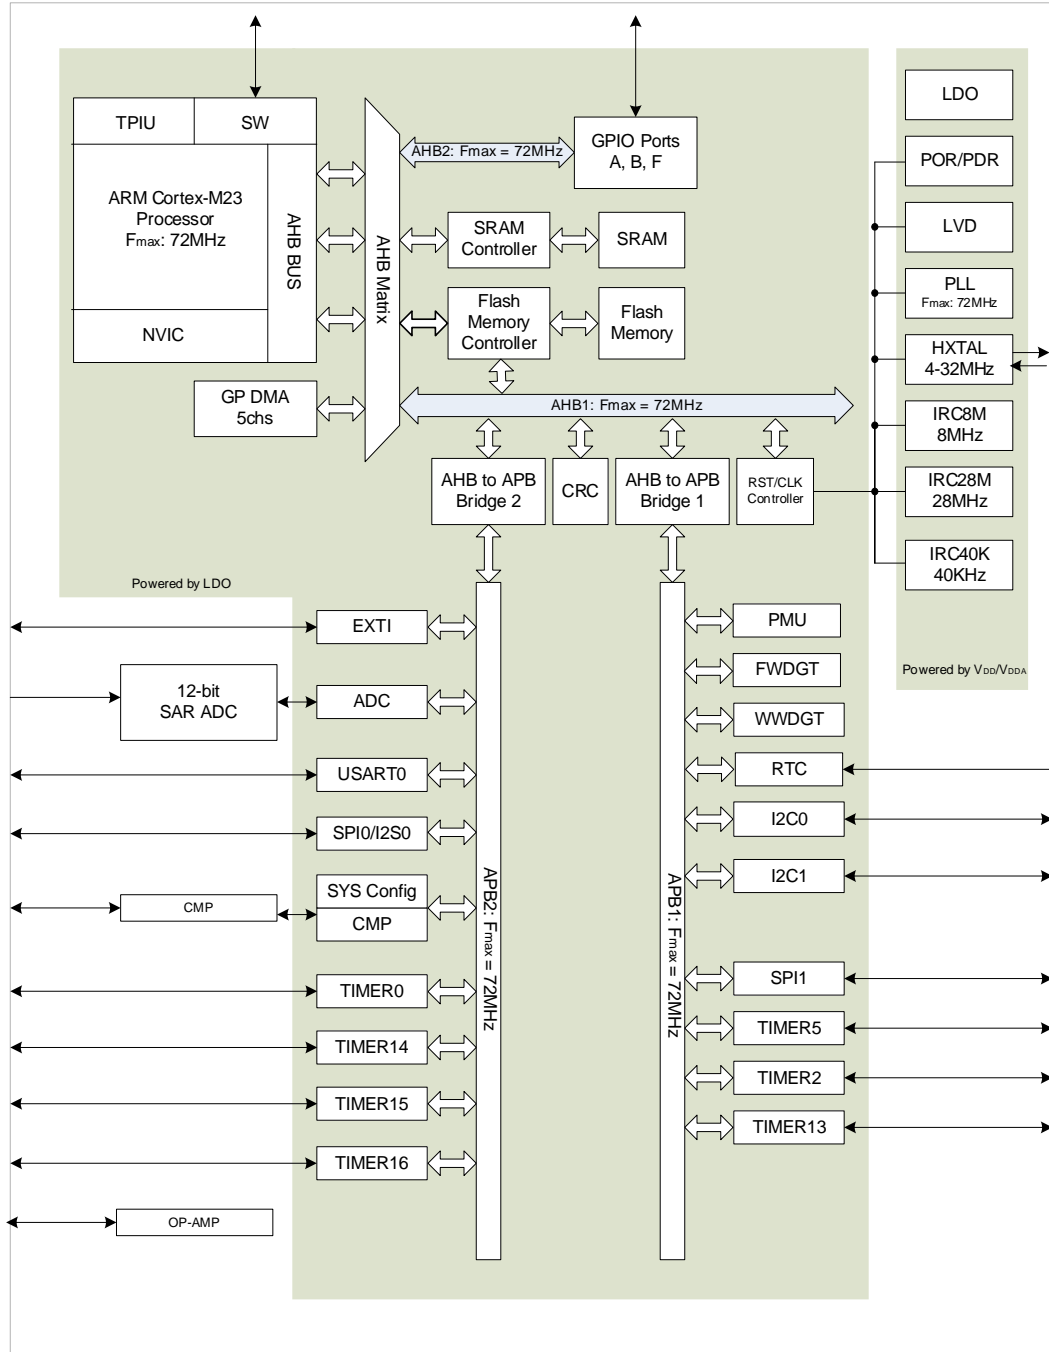 TPIU
SW
ARM Cortex-M23
Processor
Fmax: 72MHz
AHB BUS
NVIC
GP DMA
5chs
AHB Matrix
AHB2: Fmax = 72MHz
GPIO Ports
A, B, F
SRAM
Controller
SRAM
Flash
Memory
Controller
Flash
Memory
AHB1: Fmax = 72MHz
AHB to APB
Bridge 2
CRC
AHB to APB
Bridge 1
RST/CLK
Controller
LDO
POR/PDR
LVD
PLL
Fmax: 72MHz
HXTAL
4-32MHz
IRC8M
8MHz
IRC28M
28MHz
IRC40K
40KHz
Powered by VDD/VDDA
Powered by LDO
EXTI
12-bit
SAR ADC
ADC
USART0
SPI0/I2S0
SYS Config
CMP
CMP
TIMER0
TIMER14
TIMER15
TIMER16
OP-AMP
APB2: Fmax = 72MHz
APB1: Fmax = 72MHz
PMU
FWDGT
WWDGT
RTC
I2C0
I2C1
SPI1
TIMER5
TIMER2
TIMER13